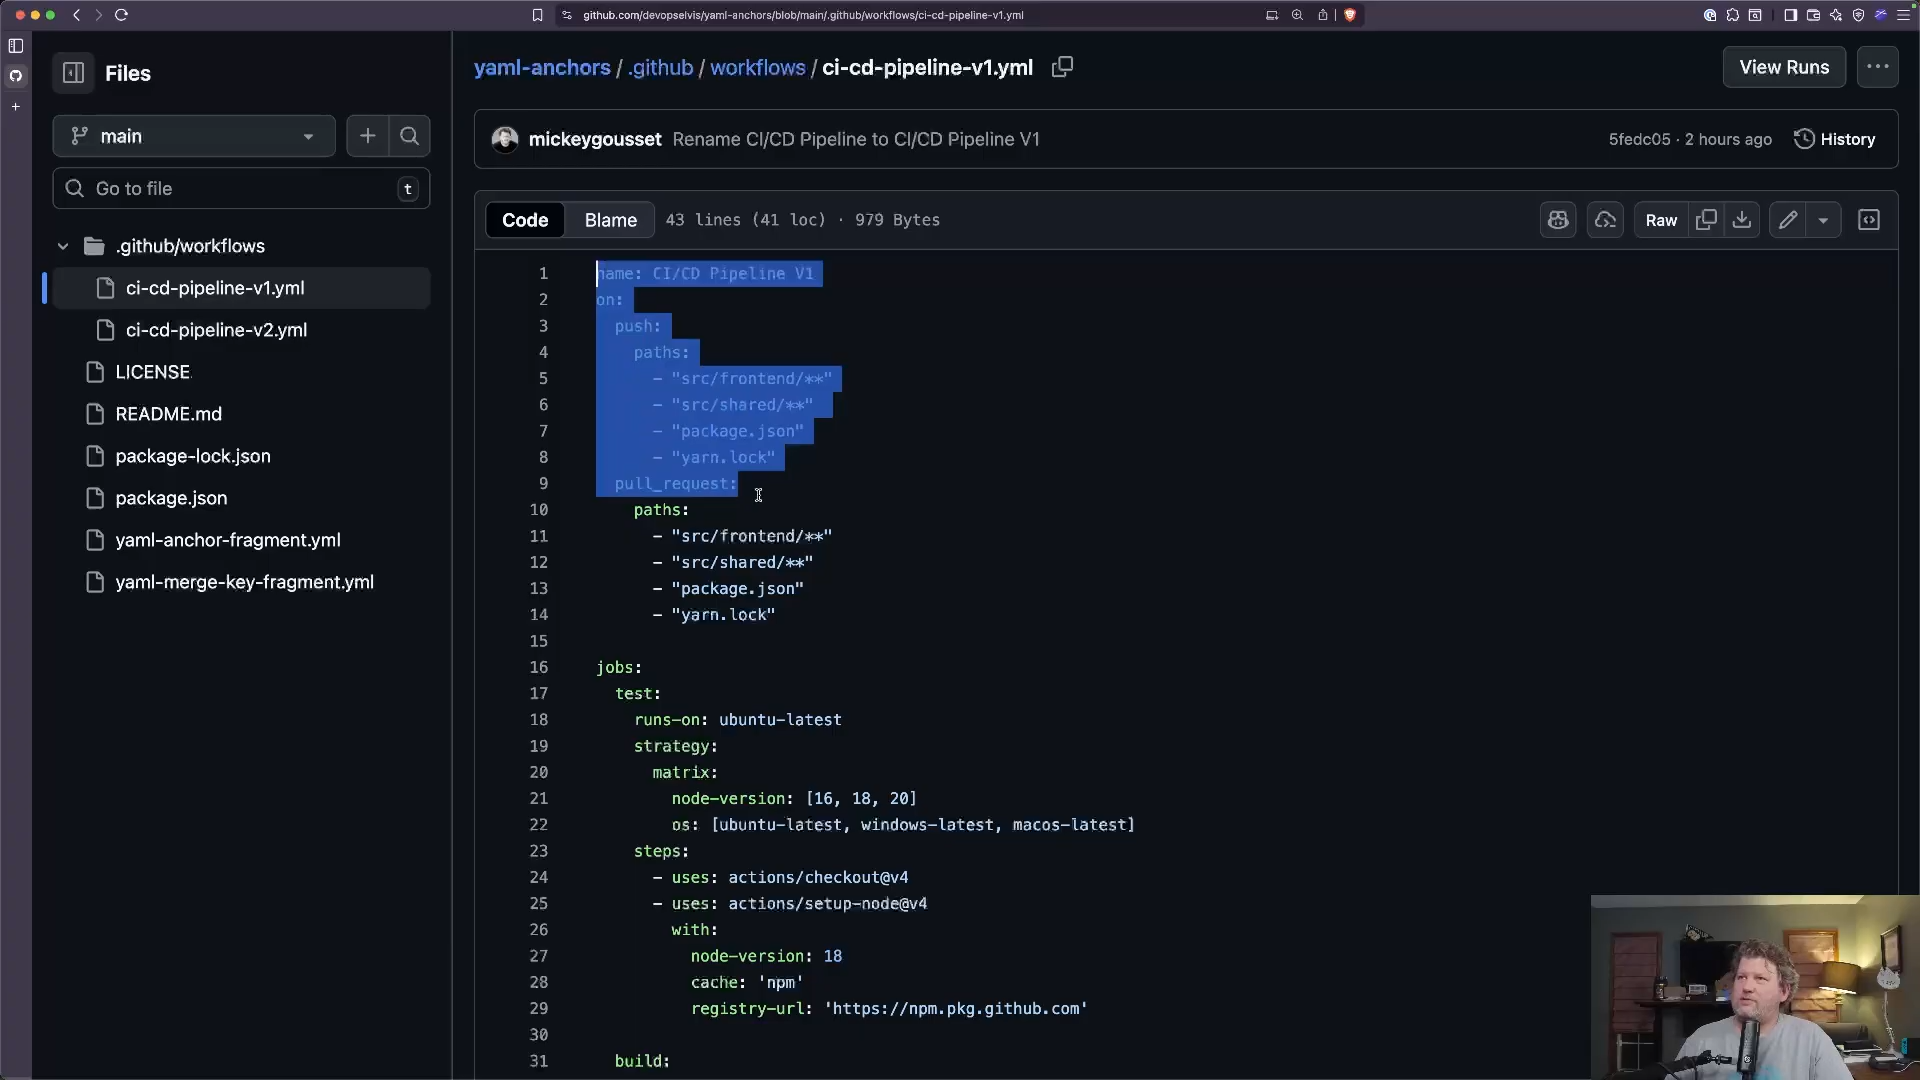 github.com/devopselvis/yaml-anchors/blob/main/.github/workflows/ci-cd-pipeline-v1.yml
Files
yaml-anchors / .github / workflows / ci-cd-pipeline-v1.yml
View Runs
main
mickeygousset Rename CI/CD Pipeline to CI/CD Pipeline V1
5fedc05 · 2 hours ago
History
Go to file
t
Code
Blame
43 lines (41 loc) · 979 Bytes
Raw
.github/workflows
ci-cd-pipeline-v1.yml
ci-cd-pipeline-v2.yml
LICENSE
README.md
package-lock.json
package.json
yaml-anchor-fragment.yml
yaml-merge-key-fragment.yml
1 name: CI/CD Pipeline V1
2 on:
3   push:
4     paths:
5       - "src/frontend/**"
6       - "src/shared/**"
7       - "package.json"
8       - "yarn.lock"
9   pull_request:
10     paths:
11       - "src/frontend/**"
12       - "src/shared/**"
13       - "package.json"
14       - "yarn.lock"
15
16 jobs:
17   test:
18     runs-on: ubuntu-latest
19     strategy:
20       matrix:
21         node-version: [16, 18, 20]
22         os: [ubuntu-latest, windows-latest, macos-latest]
23     steps:
24       - uses: actions/checkout@v4
25       - uses: actions/setup-node@v4
26         with:
27           node-version: 18
28           cache: 'npm'
29           registry-url: 'https://npm.pkg.github.com'
30
31   build: